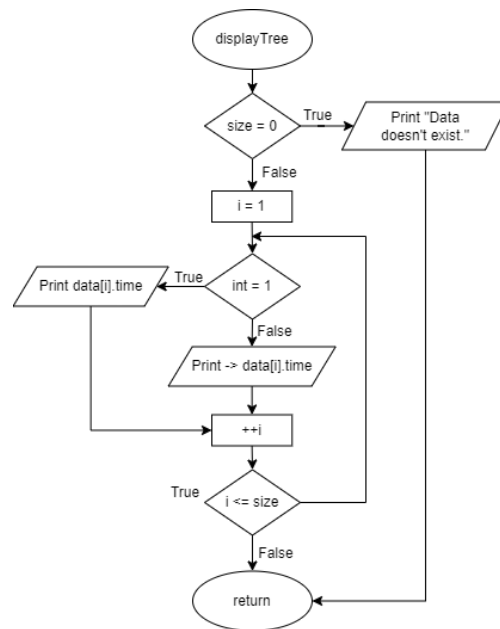 displayTree
size = 0
True
Print "Data
doesn't exist."
False
i = 1
Print data[i].time
True
int = 1
False
Print -> data[i].time
++i
True
i <= size
False
return